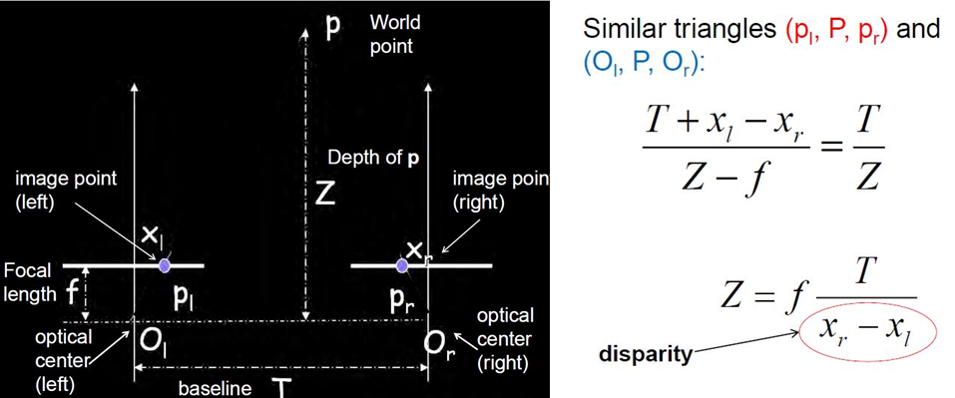 p World
point
Depth of p
Z
image point
(left)
image poin
(right)
x_l
x_r
Focal
length f
p_l
p_r
optical
center
(left)
O_l
O_r
optical
center
(right)
baseline T
Similar triangles (p_l, P, p_r) and
(O_l, P, O_r):
\frac{T + x_l - x_r}{Z - f} = \frac{T}{Z}
Z = f \frac{T}{x_r - x_l}
disparity